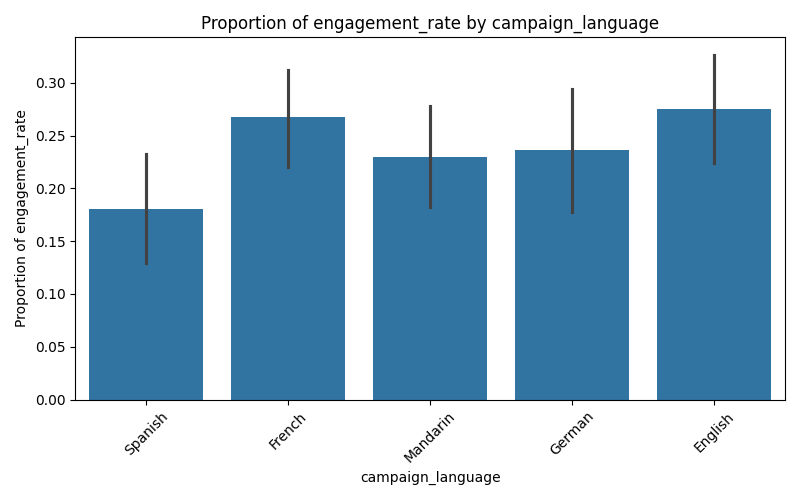 Proportion of engagement_rate by campaign_language
Proportion of engagement_rate
0.30
0.25
0.20
0.15
0.10
0.05
0.00
Spanish
French
Mandarin
German
English
campaign_language